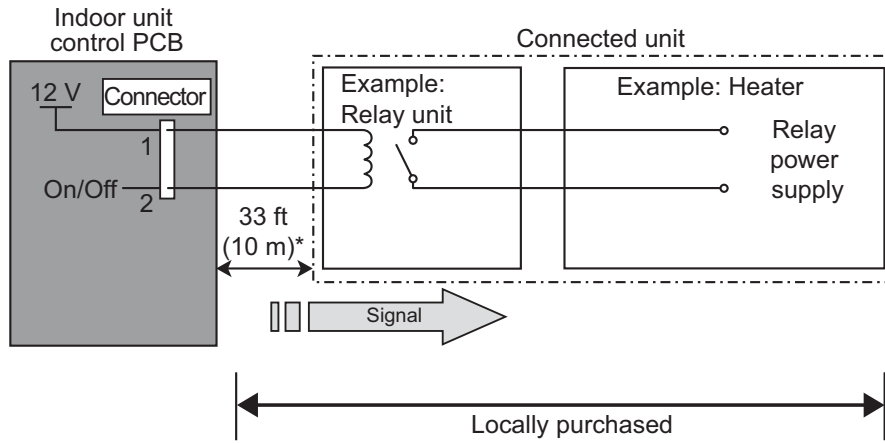 Indoor unit
control PCB
Connected unit
12 V
Connector
Example:
Relay unit
Example: Heater
1
Relay
power
supply
On/Off
2
33 ft
(10 m)*
Signal
Locally purchased